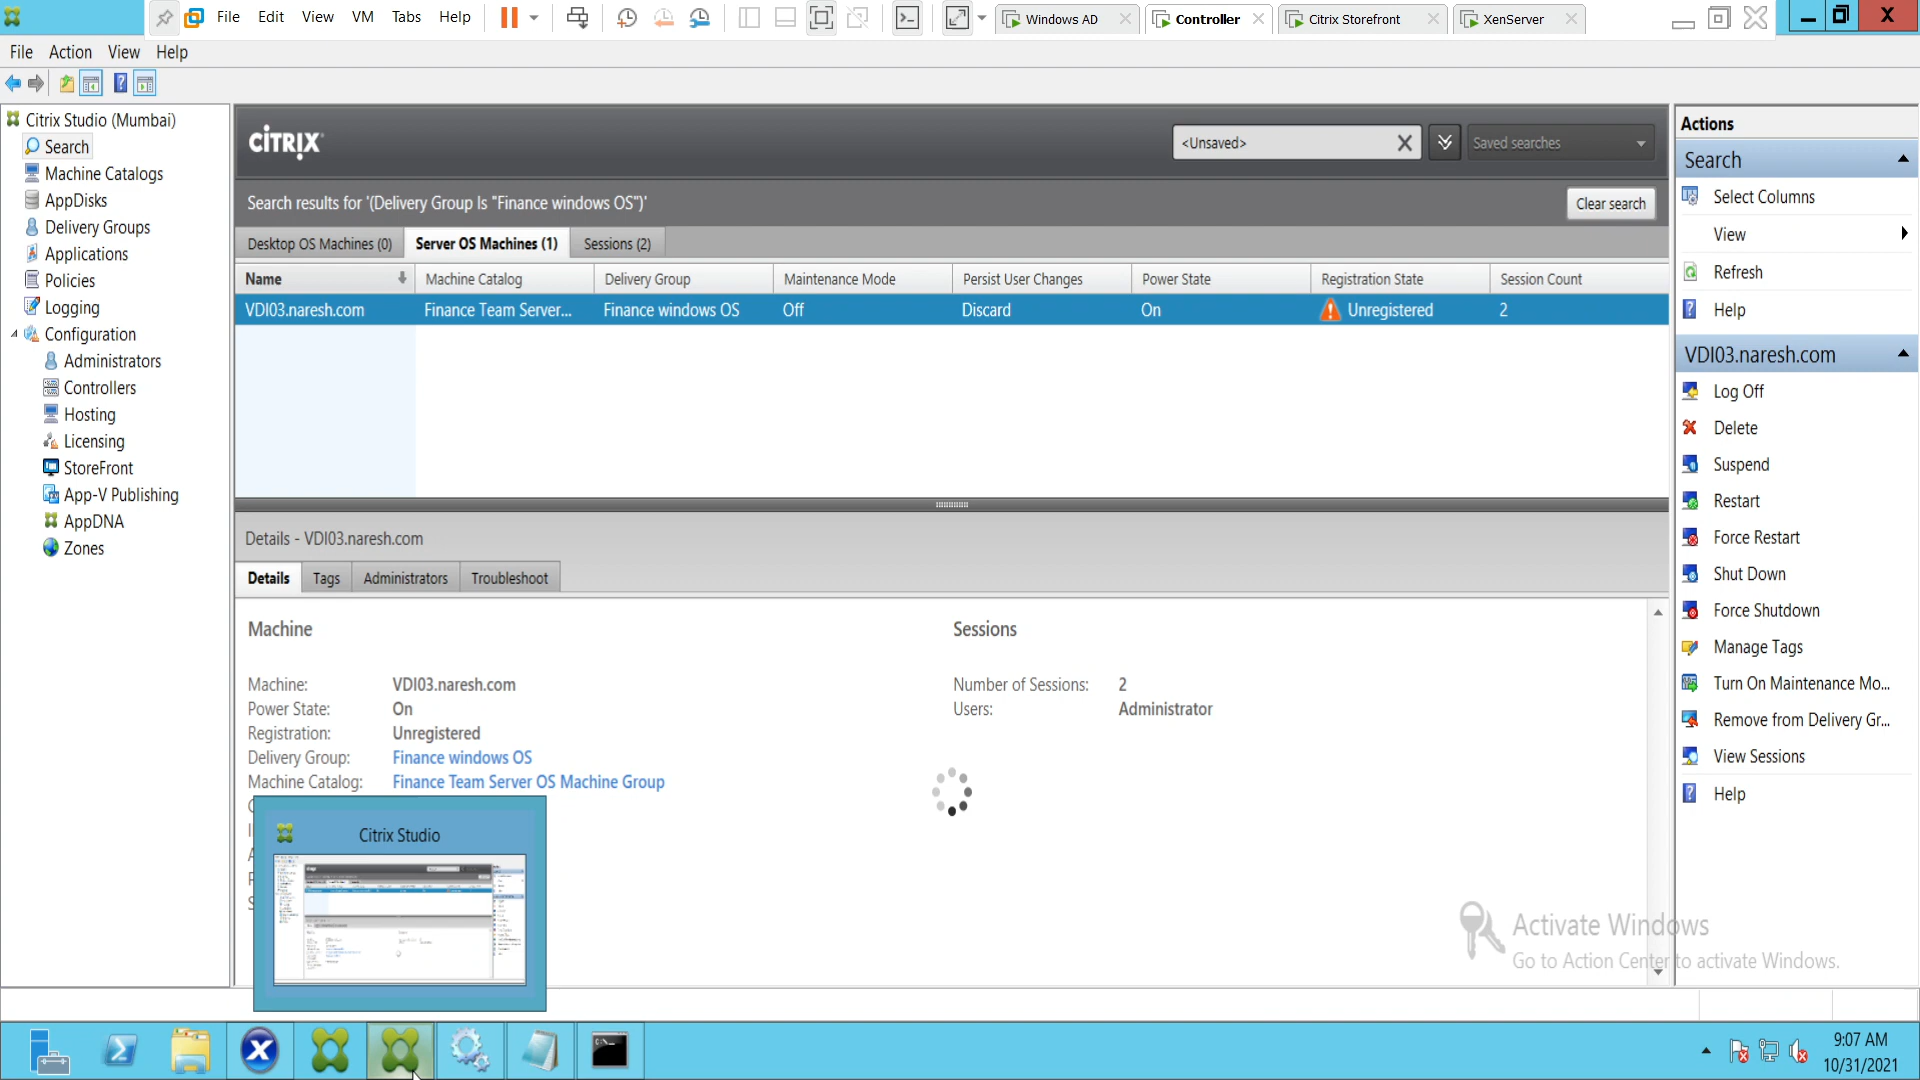 File Edit View VM Tabs Help
Windows AD
Controller
Citrix Storefront
XenServer
File Action View Help
Citrix Studio (Mumbai)
Search
Machine Catalogs
AppDisks
Delivery Groups
Applications
Policies
Logging
Configuration
Administrators
Controllers
Hosting
Licensing
StoreFront
App-V Publishing
AppDNA
Zones
CITRIX
<Unsaved>
Saved searches
Search results for '(Delivery Group Is "Finance windows OS")'
Clear search
Desktop OS Machines (0) Server OS Machines (1) Sessions (2)
Name Machine Catalog Delivery Group Maintenance Mode Persist User Changes Power State Registration State Session Count
VDI03.naresh.com Finance Team Server... Finance windows OS Off Discard On Unregistered 2
Details - VDI03.naresh.com
Details Tags Administrators Troubleshoot
Machine
Machine: VDI03.naresh.com
Power State: On
Registration: Unregistered
Delivery Group: Finance windows OS
Machine Catalog: Finance Team Server OS Machine Group
Sessions
Number of Sessions: 2
Users: Administrator
Citrix Studio
Actions
Search
Select Columns
View
Refresh
Help
VDI03.naresh.com
Log Off
Delete
Suspend
Restart
Force Restart
Shut Down
Force Shutdown
Manage Tags
Turn On Maintenance Mo...
Remove from Delivery Gr...
View Sessions
Help
Activate Windows
Go to Action Center to activate Windows.
9:07 AM
10/31/2021